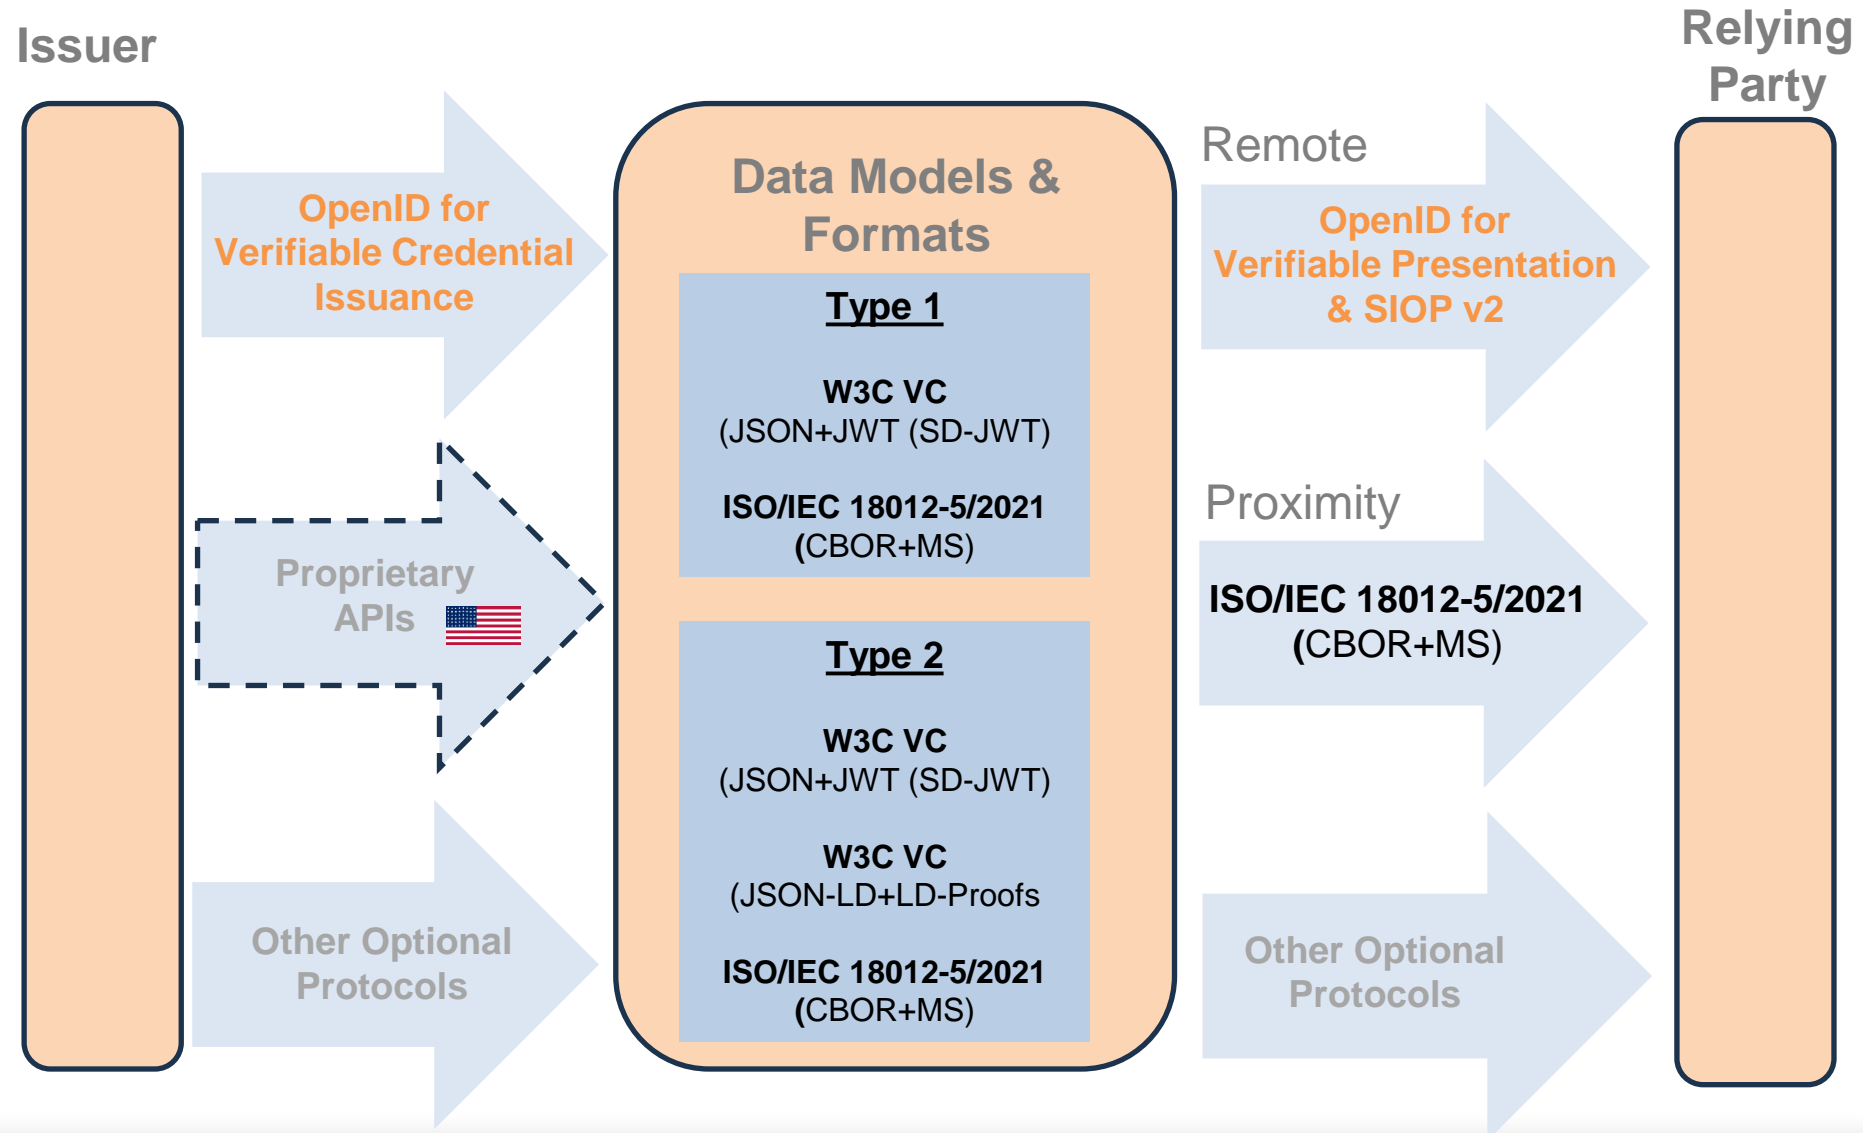 Issuer
OpenID for
Verifiable Credential
Issuance
Proprietary
APIs
Other Optional
Protocols
Data Models &
Formats
Type 1
W3C VC
(JSON+JWT (SD-JWT)
ISO/IEC 18012-5/2021
(CBOR+MS)
Type 2
W3C VC
(JSON+JWT (SD-JWT)
W3C VC
(JSON-LD+LD-Proofs
ISO/IEC 18012-5/2021
(CBOR+MS)
Remote
OpenID for
Verifiable Presentation
& SIOP v2
Proximity
ISO/IEC 18012-5/2021
(CBOR+MS)
Other Optional
Protocols
Relying
Party